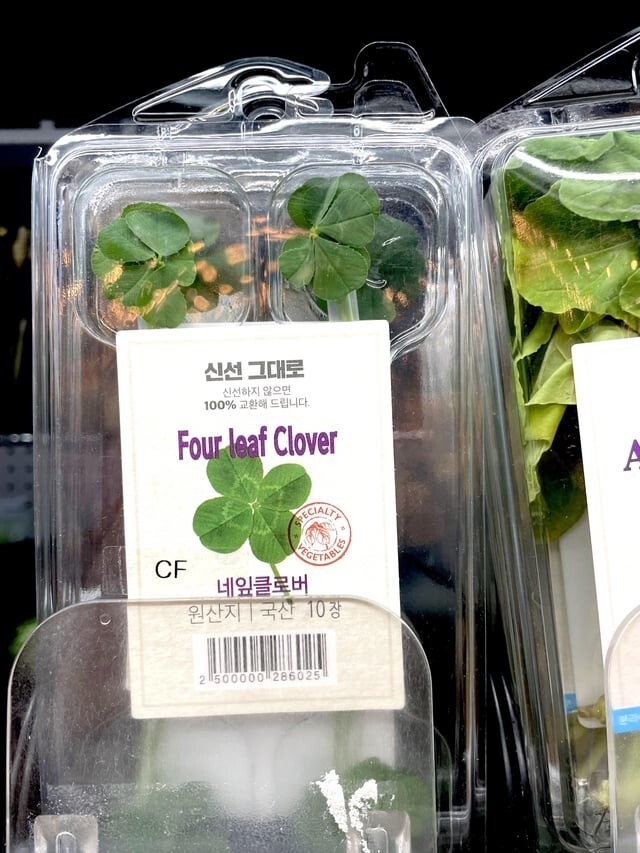 신선 그대로
신선하지 않으면
100% 교환해 드립니다.
Four leaf Clover
SPECIALTY
VEGETABLES
CF
네잎클로버
원산지 | 국산 10장
2 500000 286025
A